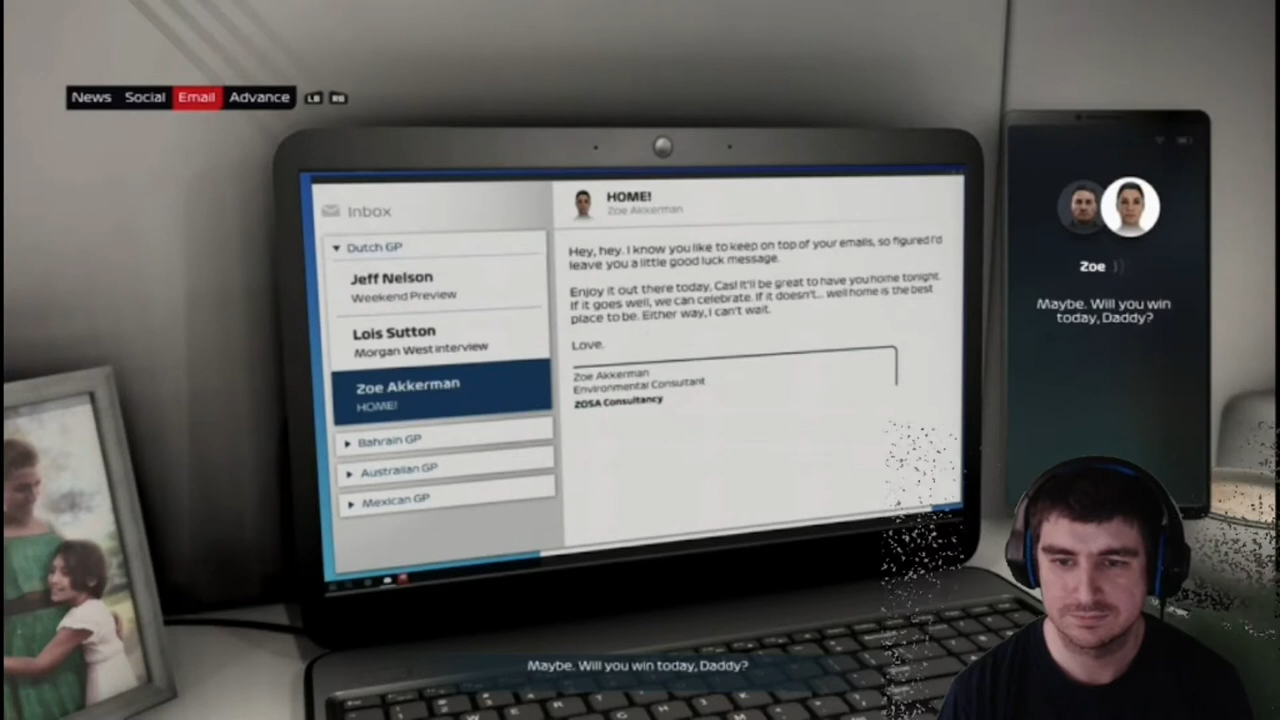 News Social Email Advance LB RB
Inbox
Dutch GP
Jeff Nelson
Weekend Preview
Lois Sutton
Morgan West interview
Zoe Akkerman
HOME!
Bahrain GP
Australian GP
Mexican GP
HOME!
Zoe Akkerman
Hey, hey. I know you like to keep on top of your emails, so figured I'd
leave you a little good luck message.
Enjoy it out there today, Cas! It'll be great to have you home tonight.
If it goes well, we can celebrate. If it doesn't... well home is the best
place to be. Either way, I can't wait.
Love.
Zoe Akkerman
Environmental Consultant
ZOSA Consultancy
Zoe
Maybe. Will you win
today, Daddy?
Maybe. Will you win today, Daddy?